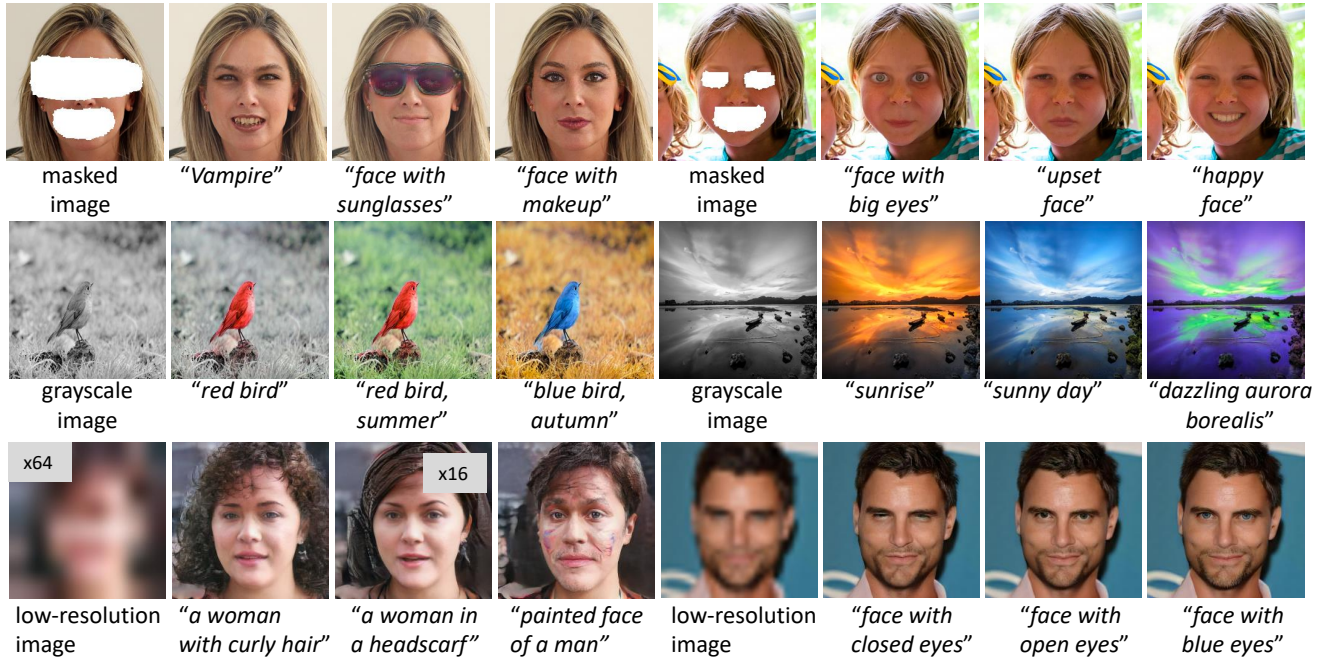 masked
image
“Vampire”
“face with
sunglasses”
“face with
makeup”
masked
image
“face with
big eyes”
“upset
face”
“happy
face”
grayscale
image
“red bird”
“red bird,
summer”
“blue bird,
autumn”
grayscale
image
“sunrise”
“sunny day”
“dazzling aurora
borealis”
x64
x16
low-resolution
image
“a woman
with curly hair”
“a woman in
a headscarf”
“painted face
of a man”
low-resolution
image
“face with
closed eyes”
“face with
open eyes”
“face with
blue eyes”